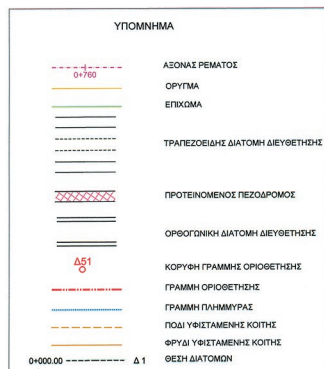 ΥΠΟΜΝΗΜΑ
ΑΞΟΝΑΣ ΡΕΜΑΤΟΣ
0+760
ΟΡΥΓΜΑ
ΕΠΙΧΩΜΑ
ΤΡΑΠΕΖΟΕΙΔΗΣ ΔΙΑΤΟΜΗ ΔΙΕΥΘΕΤΗΣΗΣ
ΠΡΟΤΕΙΝΟΜΕΝΟΣ ΠΕΖΟΔΡΟΜΟΣ
ΟΡΘΟΓΩΝΙΚΗ ΔΙΑΤΟΜΗ ΔΙΕΥΘΕΤΗΣΗΣ
Δ51
ΚΟΡΥΦΗ ΓΡΑΜΜΗΣ ΟΡΙΟΘΕΤΗΣΗΣ
ΓΡΑΜΜΗ ΟΡΙΟΘΕΤΗΣΗΣ
ΓΡΑΜΜΗ ΠΛΗΜΜΥΡΑΣ
ΠΟΔΙ ΥΦΙΣΤΑΜΕΝΗΣ ΚΟΙΤΗΣ
ΦΡΥΔΙ ΥΦΙΣΤΑΜΕΝΗΣ ΚΟΙΤΗΣ
0+000.00 Δ 1 ΘΕΣΗ ΔΙΑΤΟΜΩΝ